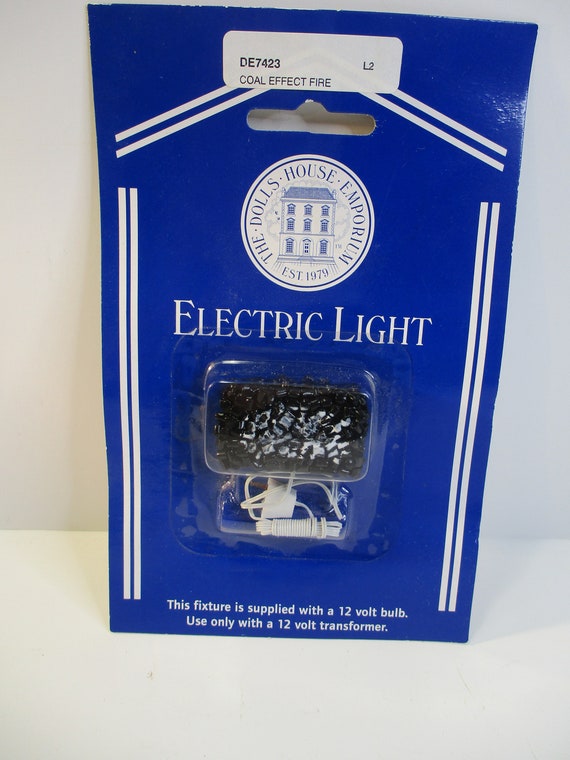 DE7423 L2
COAL EFFECT FIRE
THE · DOLLS · HOUSE · EMPORIUM
TM
EST. 1979
ELECTRIC LIGHT
This fixture is supplied with a 12 volt bulb.
Use only with a 12 volt transformer.